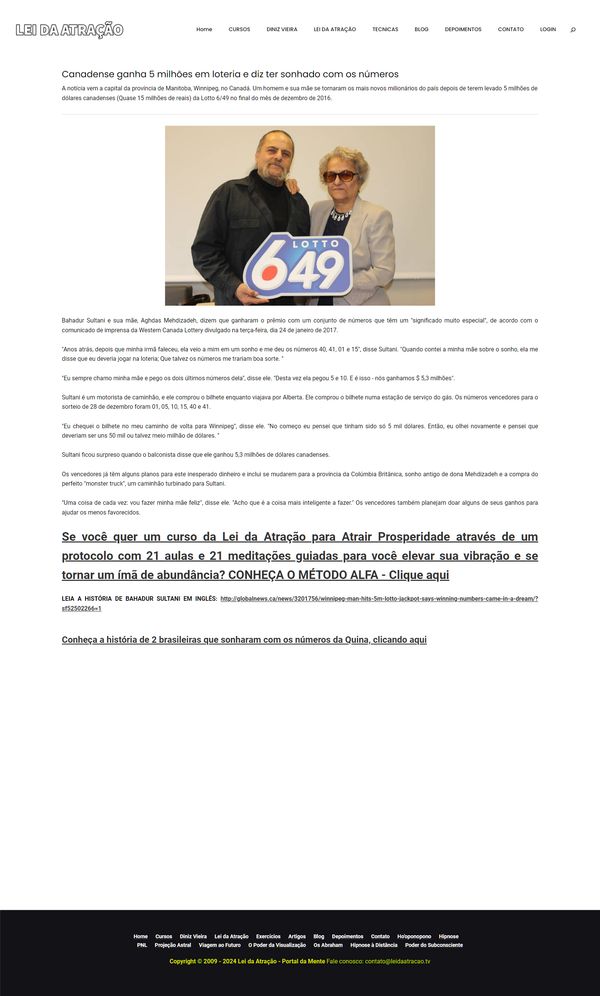 LEI DA ATRAÇÃO
Home CURSOS DINIZ VIEIRA LEI DA ATRAÇÃO TECNICAS BLOG DEPOIMENTOS CONTATO LOGIN
Canadense ganha 5 milhões em loteria e diz ter sonhado com os números
A notícia vem a capital da província de Manitoba, Winnipeg, no Canadá. Um homem e sua mãe se tornaram os mais novos milionários do país depois de terem levado 5 milhões de
dólares canadenses (Quase 15 milhões de reais) da Lotto 6/49 no final do mês de dezembro de 2016.
LOTTO
6/49
Bahadur Sultani e sua mãe, Aghdas Mehdizadeh, dizem que ganharam o prêmio com um conjunto de números que têm um "significado muito especial", de acordo com o
comunicado de imprensa da Western Canada Lottery divulgado na terça-feira, dia 24 de janeiro de 2017.
"Anos atrás, depois que minha irmã faleceu, ela veio a mim em um sonho e me deu os números 40, 41, 01 e 15", disse Sultani. "Quando contei a minha mãe sobre o sonho, ela me
disse que eu deveria jogar na loteria; Que talvez os números me trariam boa sorte. "
"Eu sempre chamo minha mãe e pego os dois últimos números dela", disse ele. "Desta vez ela pegou 5 e 10. E é isso - nós ganhamos $ 5,3 milhões".
Sultani é um motorista de caminhão, e ele comprou o bilhete enquanto viajava por Alberta. Ele comprou o bilhete numa estação de serviço do gás. Os números vencedores para o
sorteio de 28 de dezembro foram 01, 05, 10, 15, 40 e 41.
"Eu chequei o bilhete no meu caminho de volta para Winnipeg", disse ele. "No começo eu pensei que tinham sido só 5 mil dólares. Então, eu olhei novamente e pensei que
deveriam ser uns 50 mil ou talvez meio milhão de dólares. "
Sultani ficou surpreso quando o balconista disse que ele ganhou 5,3 milhões de dólares canadenses.
Os vencedores já têm alguns planos para este inesperado dinheiro e inclui se mudarem para a província da Colúmbia Britânica, sonho antigo de dona Mehdizadeh e a compra do
perfeito "monster truck", um caminhão turbinado para Sultani.
"Uma coisa de cada vez: vou fazer minha mãe feliz", disse ele. "Acho que é a coisa mais inteligente a fazer." Os vencedores também planejam doar alguns de seus ganhos para
ajudar os menos favorecidos.
Se você quer um curso da Lei da Atração para Atrair Prosperidade através de um
protocolo com 21 aulas e 21 meditações guiadas para você elevar sua vibração e se
tornar um ímã de abundância? CONHEÇA O MÉTODO ALFA - Clique aqui
LEIA A HISTÓRIA DE BAHADUR SULTANI EM INGLÊS: http://globalnews.ca/news/3201756/winnipeg-man-hits-5m-lotto-jackpot-says-winning-numbers-came-in-a-dream/?
sf52502266=1
Conheça a história de 2 brasileiras que sonharam com os números da Quina, clicando aqui
Home Cursos Diniz Vieira Lei da Atração Exercícios Artigos Blog Depoimentos Contato Ho'oponopono Hipnose
PNL Projeção Astral Viagem ao Futuro O Poder da Visualização Os Abraham Hipnose à Distância Poder do Subconsciente
Copyright © 2009 - 2024 Lei da Atração - Portal da Mente Fale conosco: contato@leidaatracao.tv